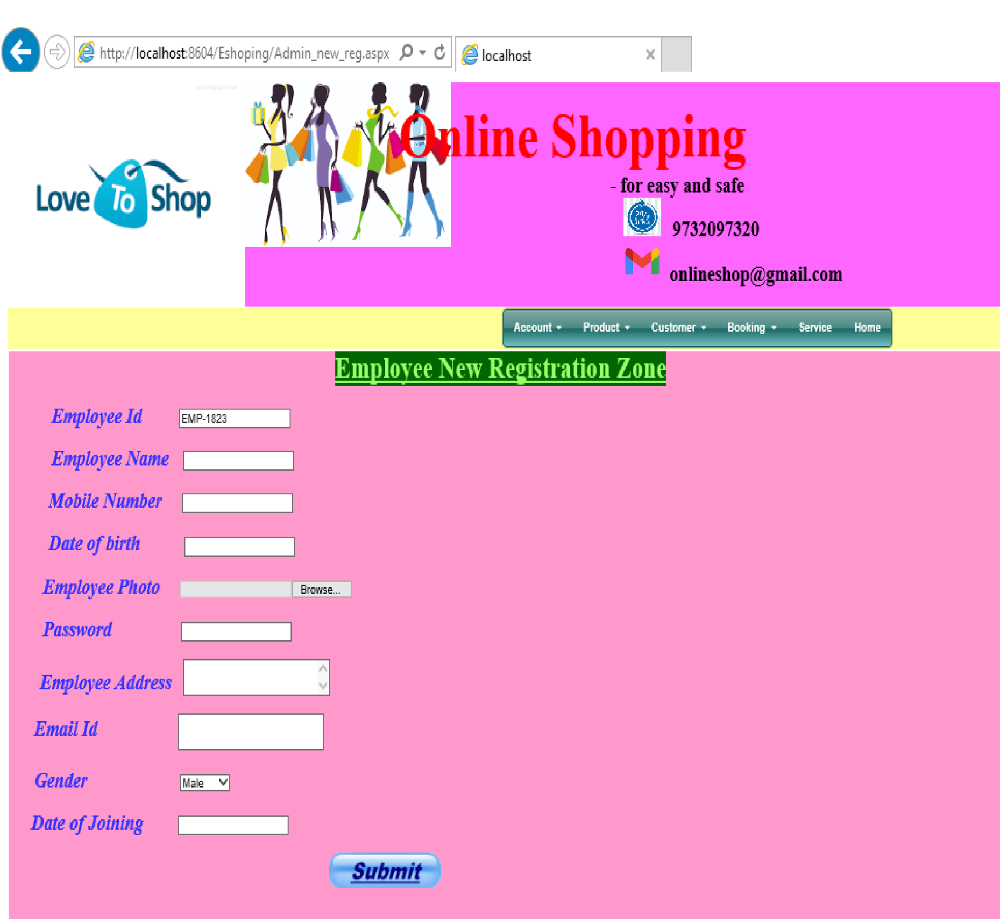 http://localhost:8604/Eshoping/Admin_new_reg.aspx
localhost
Love To Shop
Online Shopping
- for easy and safe
9732097320
onlineshop@gmail.com
Account Product Customer Booking Service Home
Employee New Registration Zone
Employee Id EMP-1823
Employee Name
Mobile Number
Date of birth
Employee Photo Browse...
Password
Employee Address
Email Id
Gender Male
Date of Joining
Submit